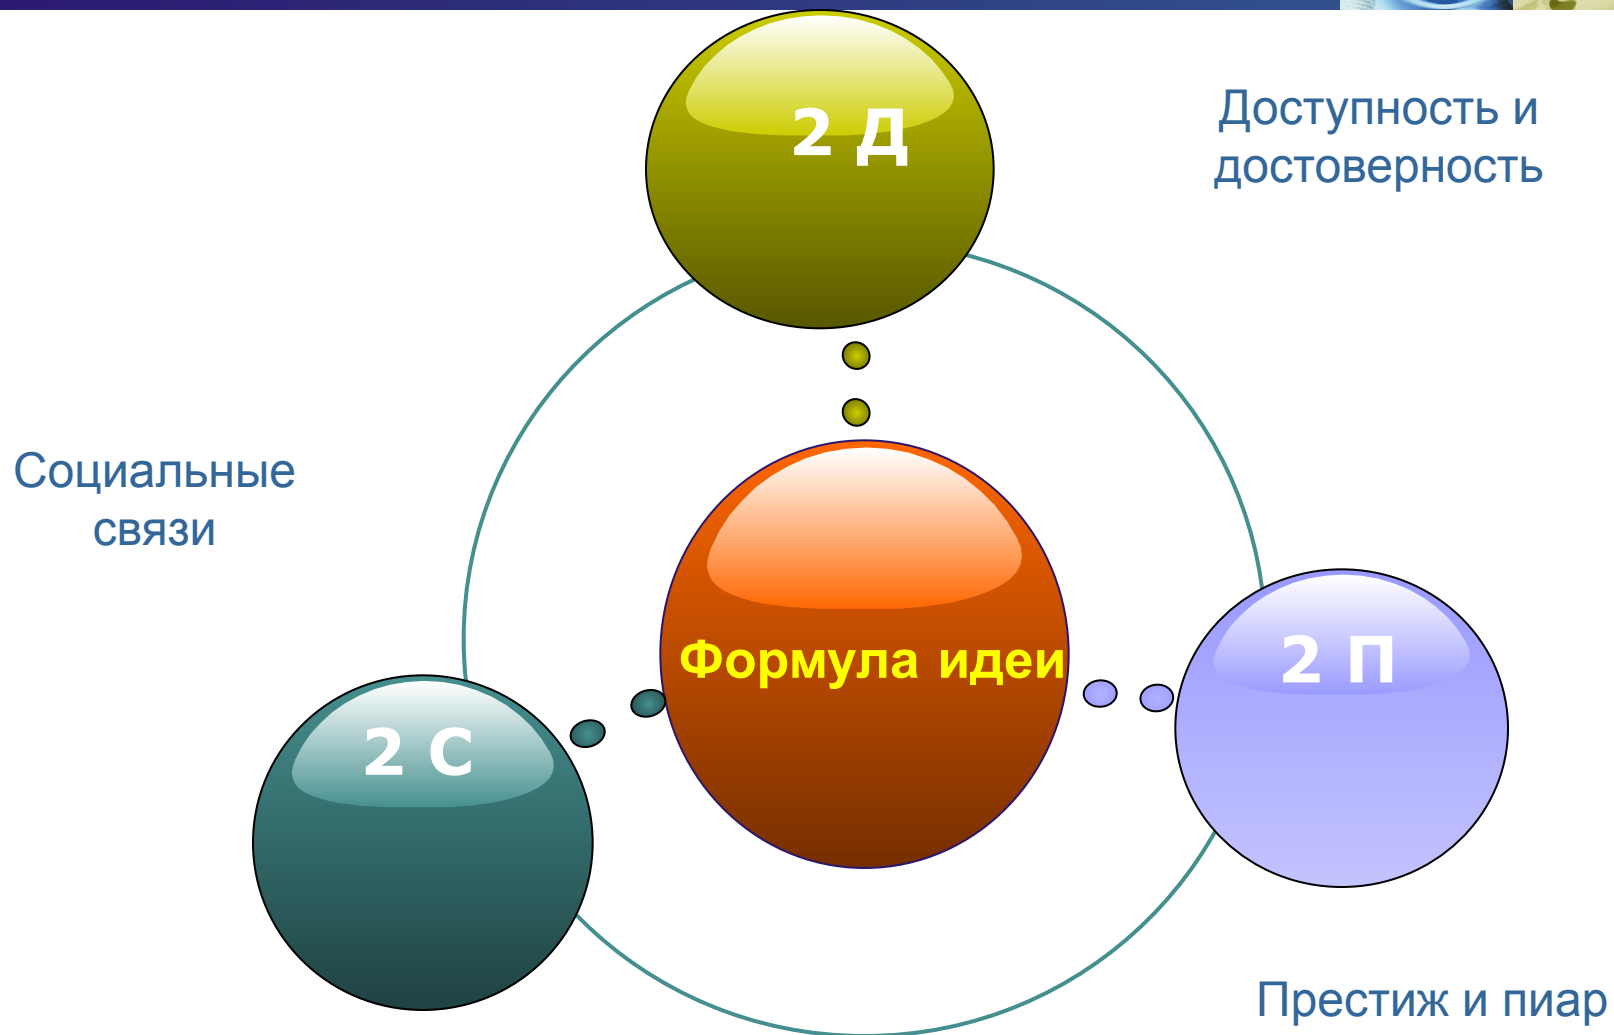 2 Д
Доступность и
достоверность
Социальные
связи
Формула идеи
2 П
2 С
Престиж и пиар